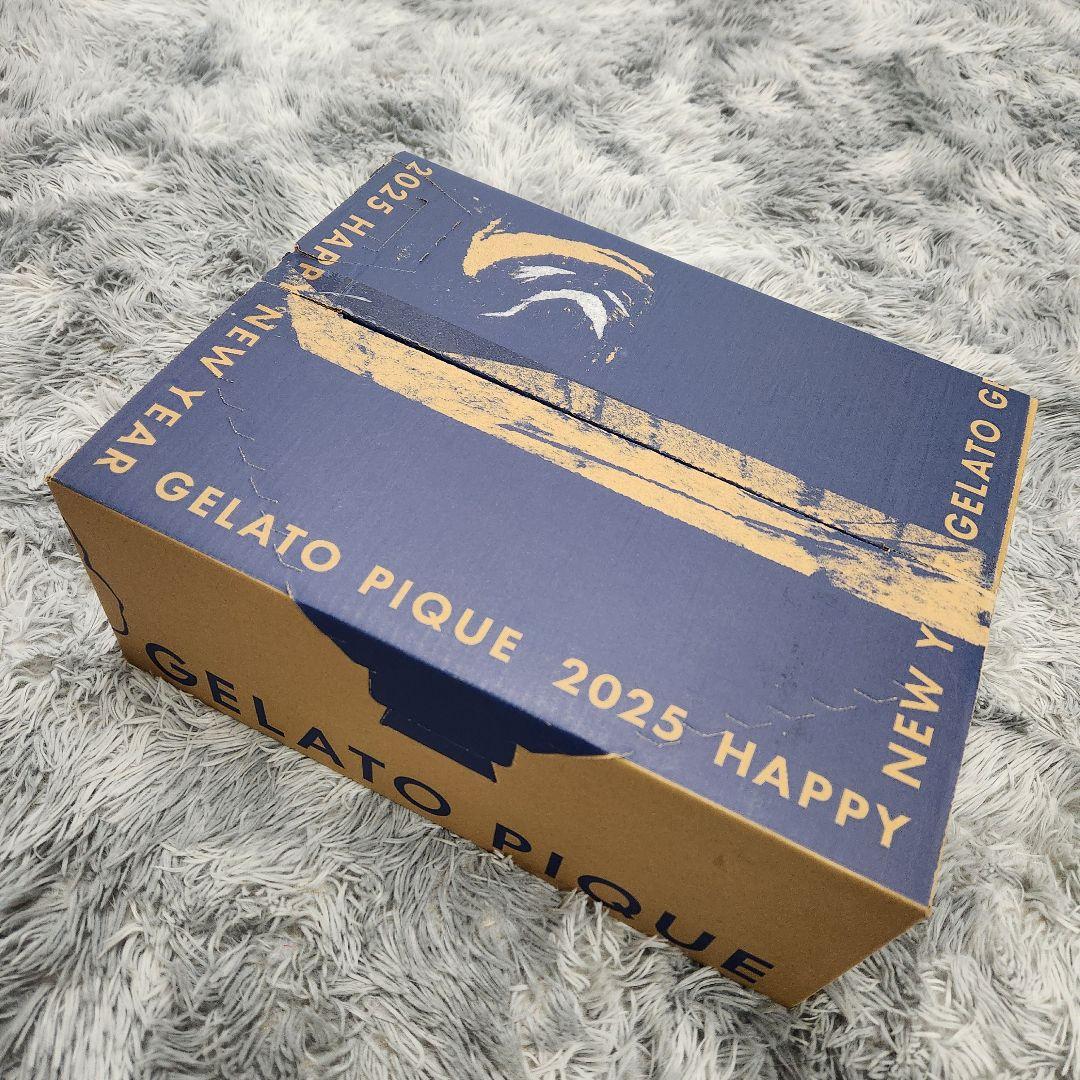 2025 HAPPY NEW YEAR GELATO PIQUE 2025 HAPPY NEW Y
GELATO
GELATO PIQUE